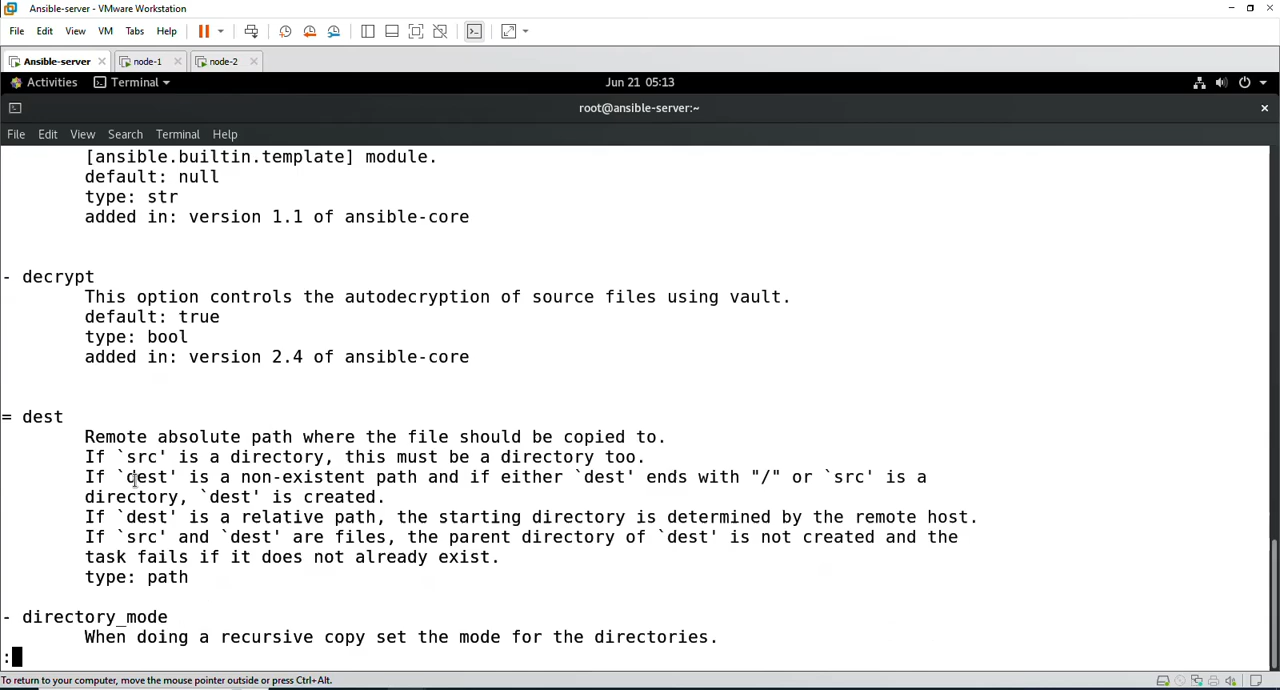 Ansible-server - VMware Workstation
File Edit View VM Tabs Help
Ansible-server node-1 node-2
Activities Terminal Jun 21 05:13
root@ansible-server:~
File Edit View Search Terminal Help
[ansible.builtin.template] module.
default: null
type: str
added in: version 1.1 of ansible-core
- decrypt
This option controls the autodecryption of source files using vault.
default: true
type: bool
added in: version 2.4 of ansible-core
= dest
Remote absolute path where the file should be copied to.
If `src' is a directory, this must be a directory too.
If `dest' is a non-existent path and if either `dest' ends with "/" or `src' is a
directory, `dest' is created.
If `dest' is a relative path, the starting directory is determined by the remote host.
If `src' and `dest' are files, the parent directory of `dest' is not created and the
task fails if it does not already exist.
type: path
- directory_mode
When doing a recursive copy set the mode for the directories.
:
To return to your computer, move the mouse pointer outside or press Ctrl+Alt.